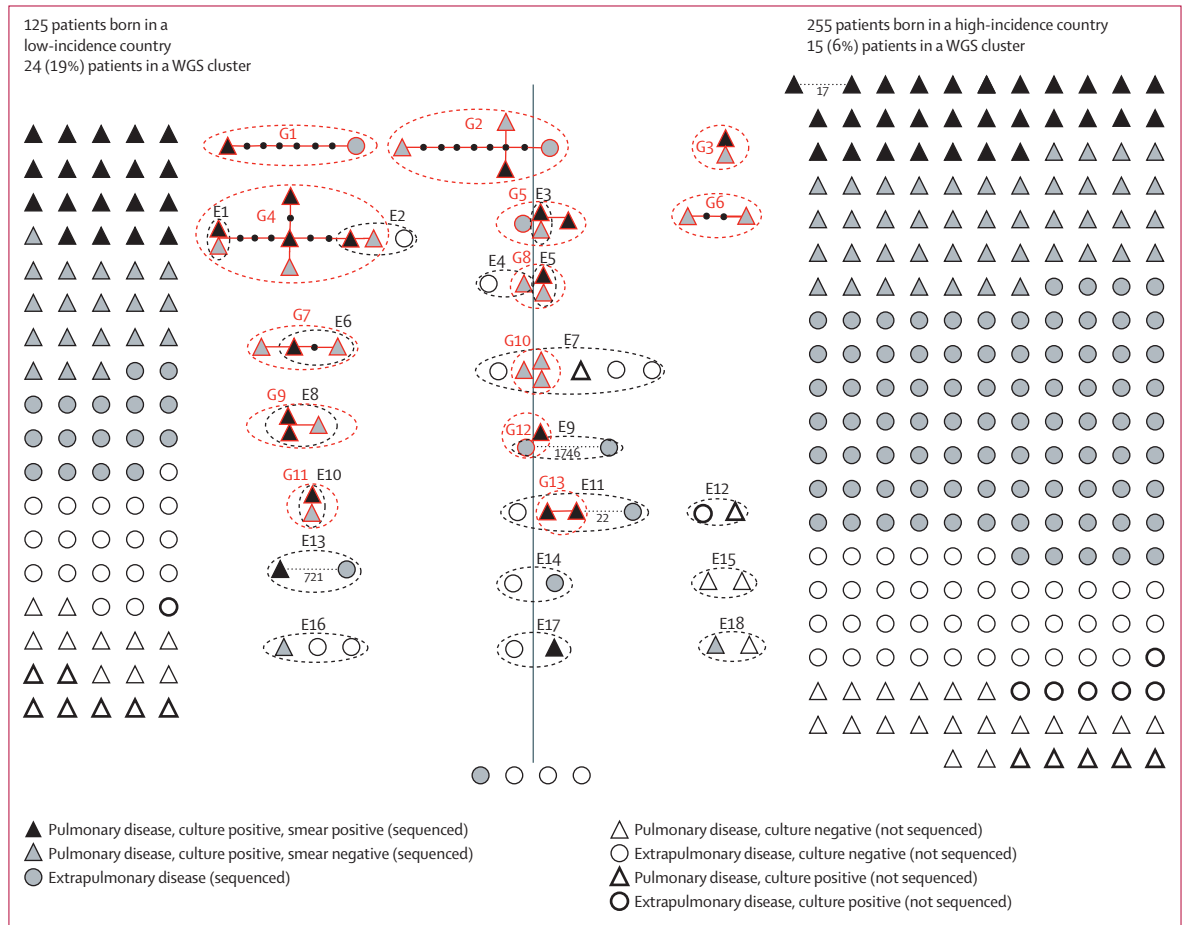 125 patients born in a
low-incidence country
24 (19%) patients in a WGS cluster
255 patients born in a high-incidence country
15 (6%) patients in a WGS cluster
17
G1
G2
G3
E1
G4
E2
G5
E3
G6
E4
G8
E5
G7
E6
G10
E7
G9
E8
G12
E9
1746
G11
E10
G13
E11
22
E12
E13
721
E14
E15
E16
E17
E18
Pulmonary disease, culture positive, smear positive (sequenced)
Pulmonary disease, culture positive, smear negative (sequenced)
Extrapulmonary disease (sequenced)
Pulmonary disease, culture negative (not sequenced)
Extrapulmonary disease, culture negative (not sequenced)
Pulmonary disease, culture positive (not sequenced)
Extrapulmonary disease, culture positive (not sequenced)